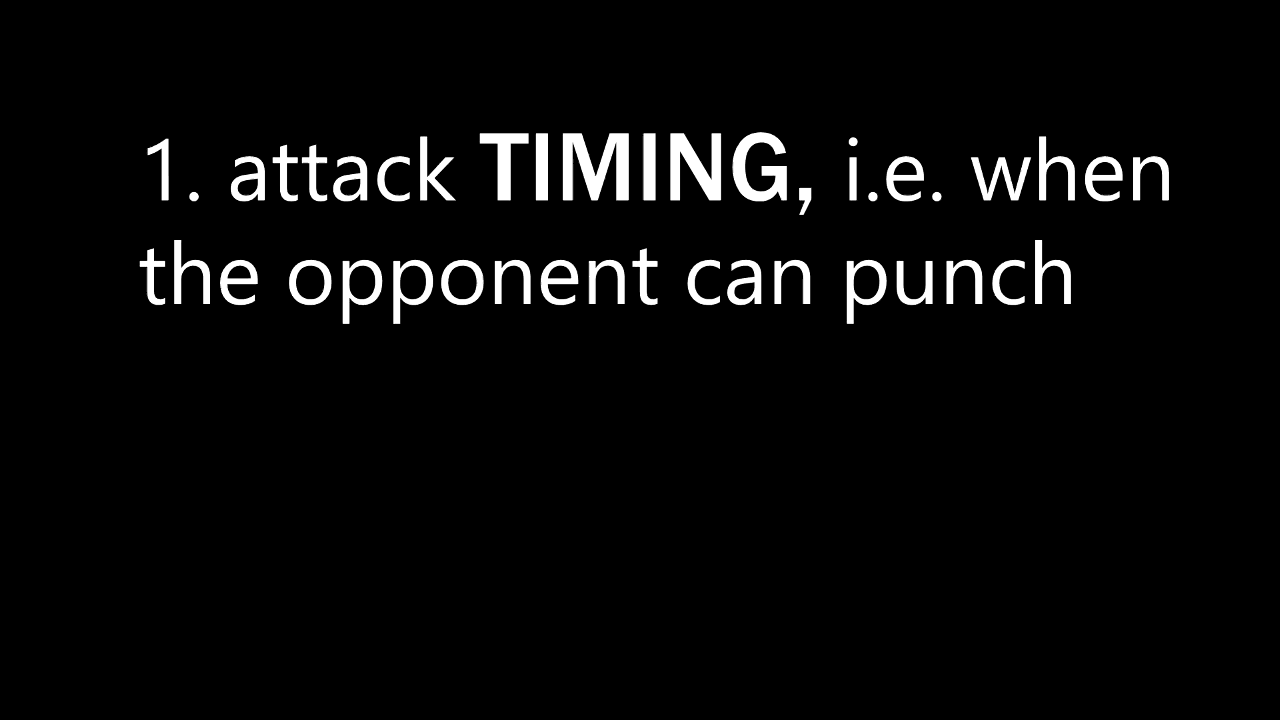 1. attack TIMING, i.e. when
the opponent can punch